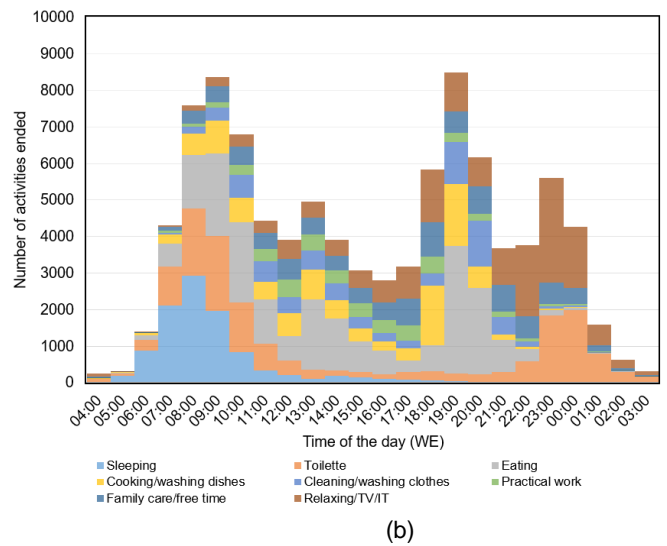 10000
9000
8000
7000
6000
5000
4000
3000
2000
1000
0
Number of activities ended
04:00 05:00 06:00 07:00 08:00 09:00 10:00 11:00 12:00 13:00 14:00 15:00 16:00 17:00 18:00 19:00 20:00 21:00 22:00 23:00 00:00 01:00 02:00 03:00
Time of the day (WE)
Sleeping Toilette Eating
Cooking/washing dishes Cleaning/washing clothes Practical work
Family care/free time Relaxing/TV/IT
(b)